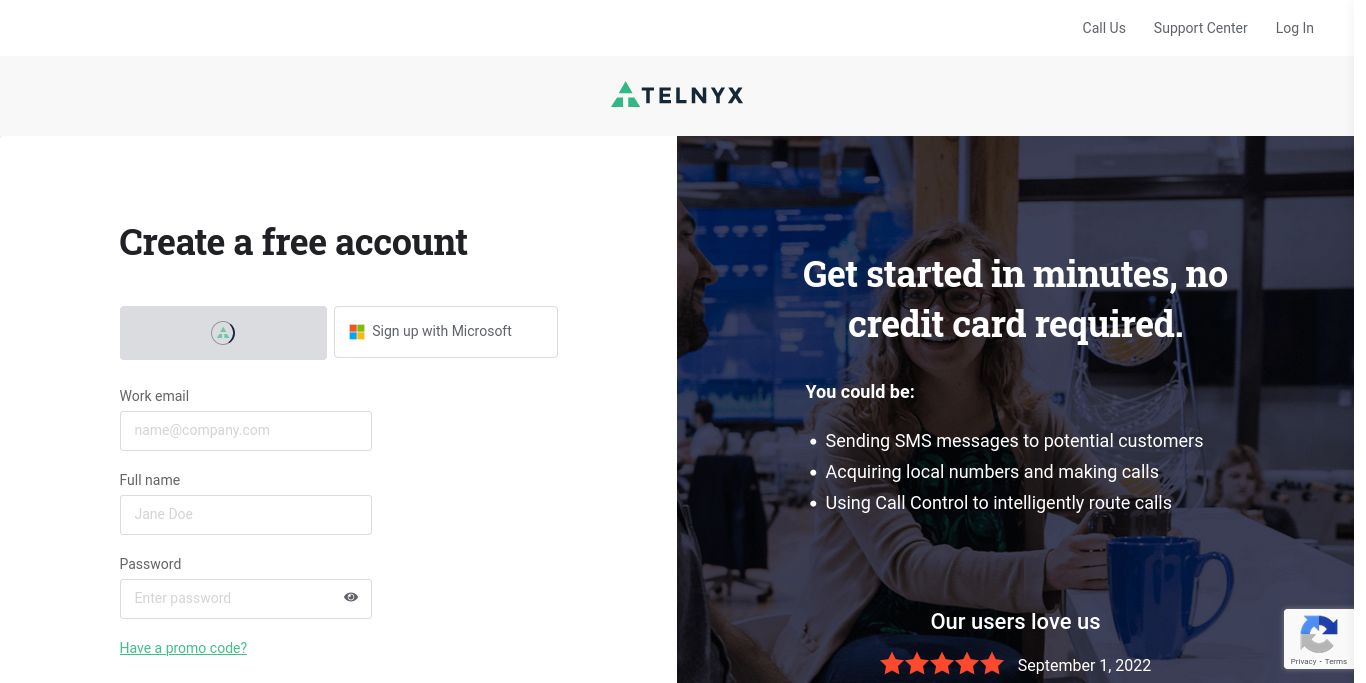 Call Us Support Center Log In
TELNYX
Create a free account
Sign up with Microsoft
Work email
name@company.com
Full name
Jane Doe
Password
Enter password
Have a promo code?
Get started in minutes, no
credit card required.
You could be:
• Sending SMS messages to potential customers
• Acquiring local numbers and making calls
• Using Call Control to intelligently route calls
Our users love us
September 1, 2022
Privacy - Terms